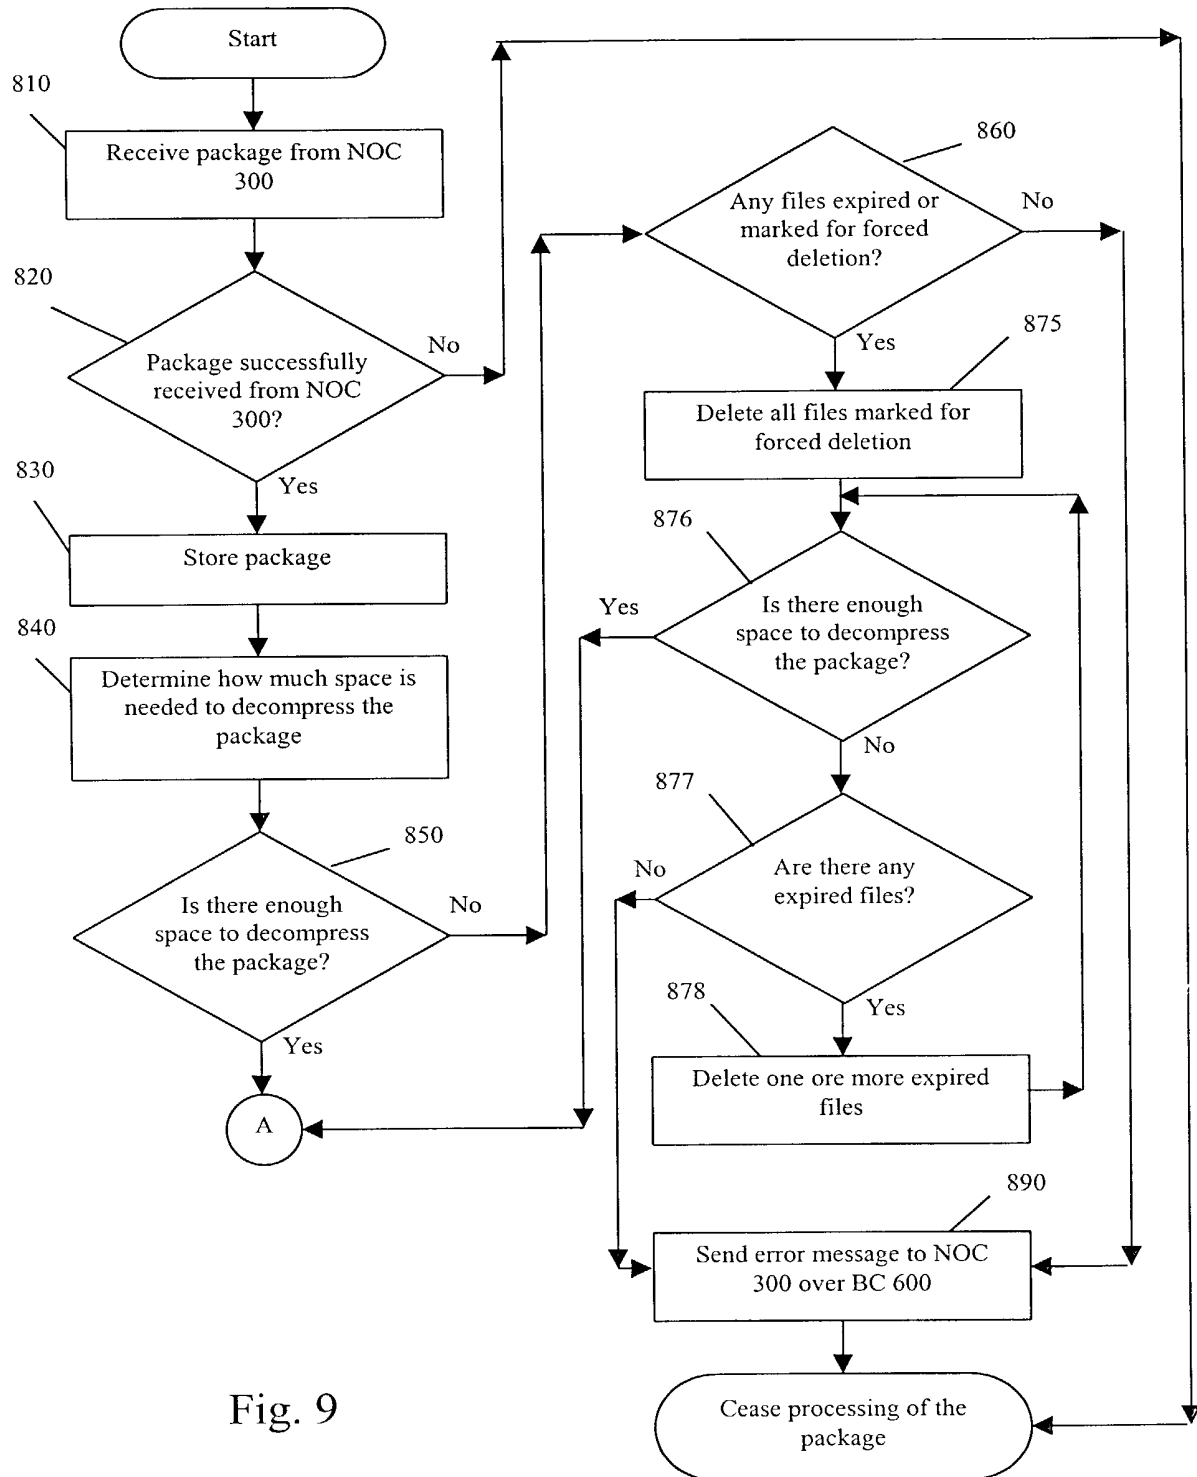 Start
810
Receive package from NOC
300
820
Package successfully
received from NOC
300?
No
Yes
830
Store package
840
Determine how much space is
needed to decompress the
package
850
Is there enough
space to decompress
the package?
No
Yes
A
860
Any files expired or
marked for forced
deletion?
No
Yes
875
Delete all files marked for
forced deletion
876
Is there enough
space to decompress
the package?
Yes
No
877
Are there any
expired files?
No
Yes
878
Delete one ore more expired
files
890
Send error message to NOC
300 over BC 600
Cease processing of the
package
Fig. 9